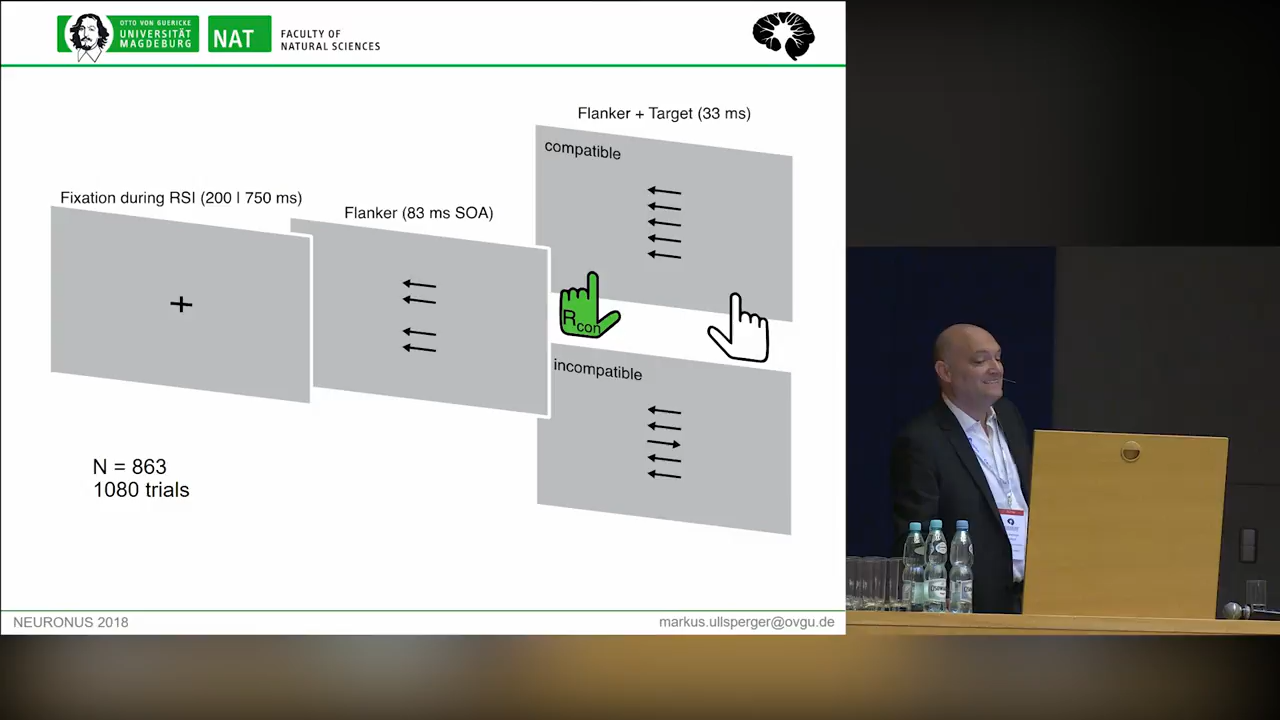 OTTO VON GUERICKE
UNIVERSITÄT
MAGDEBURG
NAT
FACULTY OF
NATURAL SCIENCES
Flanker + Target (33 ms)
compatible
Fixation during RSI (200 | 750 ms)
Flanker (83 ms SOA)
Rcon
incompatible
N = 863
1080 trials
NEURONUS 2018
markus.ullsperger@ovgu.de